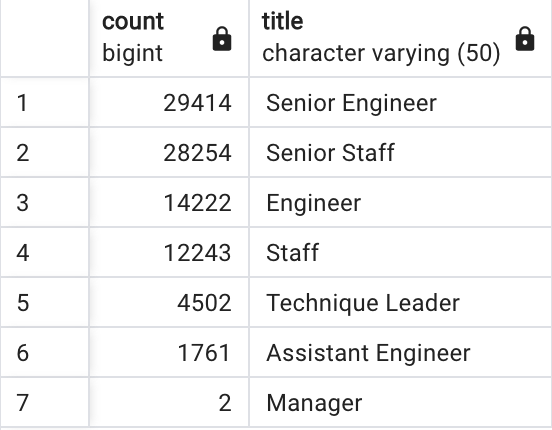 count title
bigint character varying (50)
1 29414 Senior Engineer
2 28254 Senior Staff
3 14222 Engineer
4 12243 Staff
5 4502 Technique Leader
6 1761 Assistant Engineer
7 2 Manager